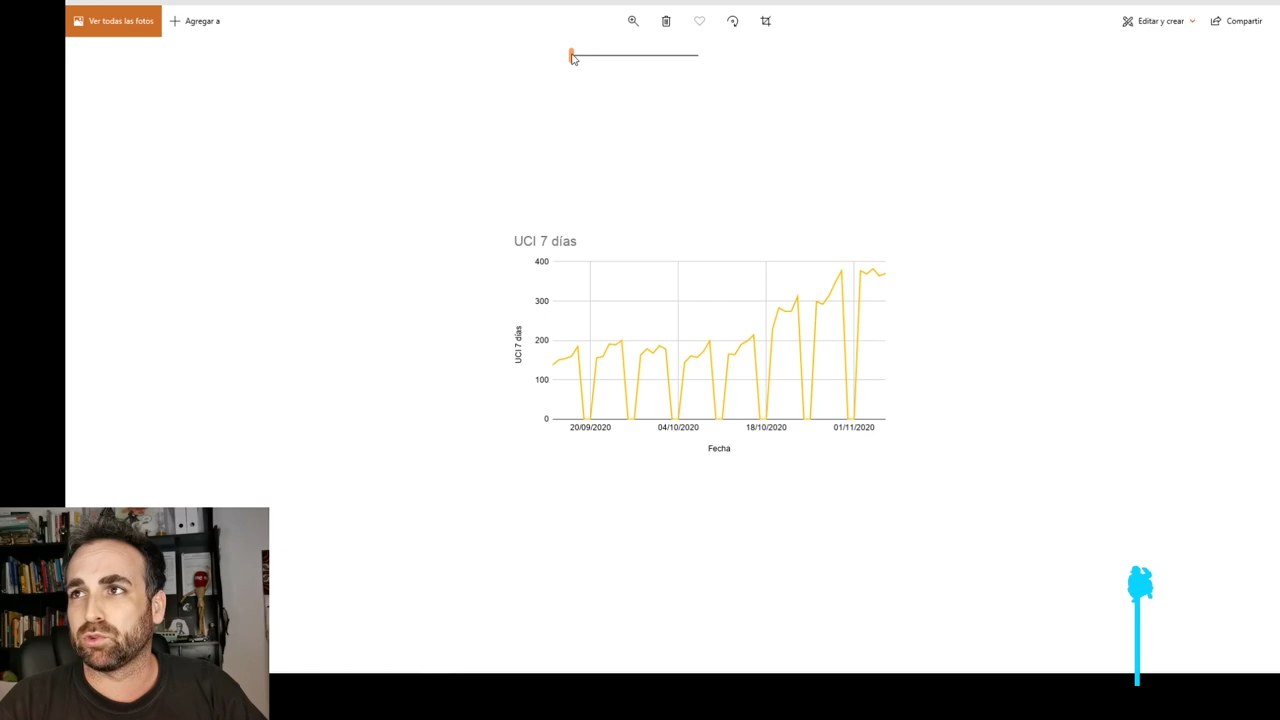 Ver todas las fotos
Agregar a
Editar y crear
Compartir
UCI 7 días
400
300
200
100
0
UCI 7 días
20/09/2020
04/10/2020
18/10/2020
01/11/2020
Fecha